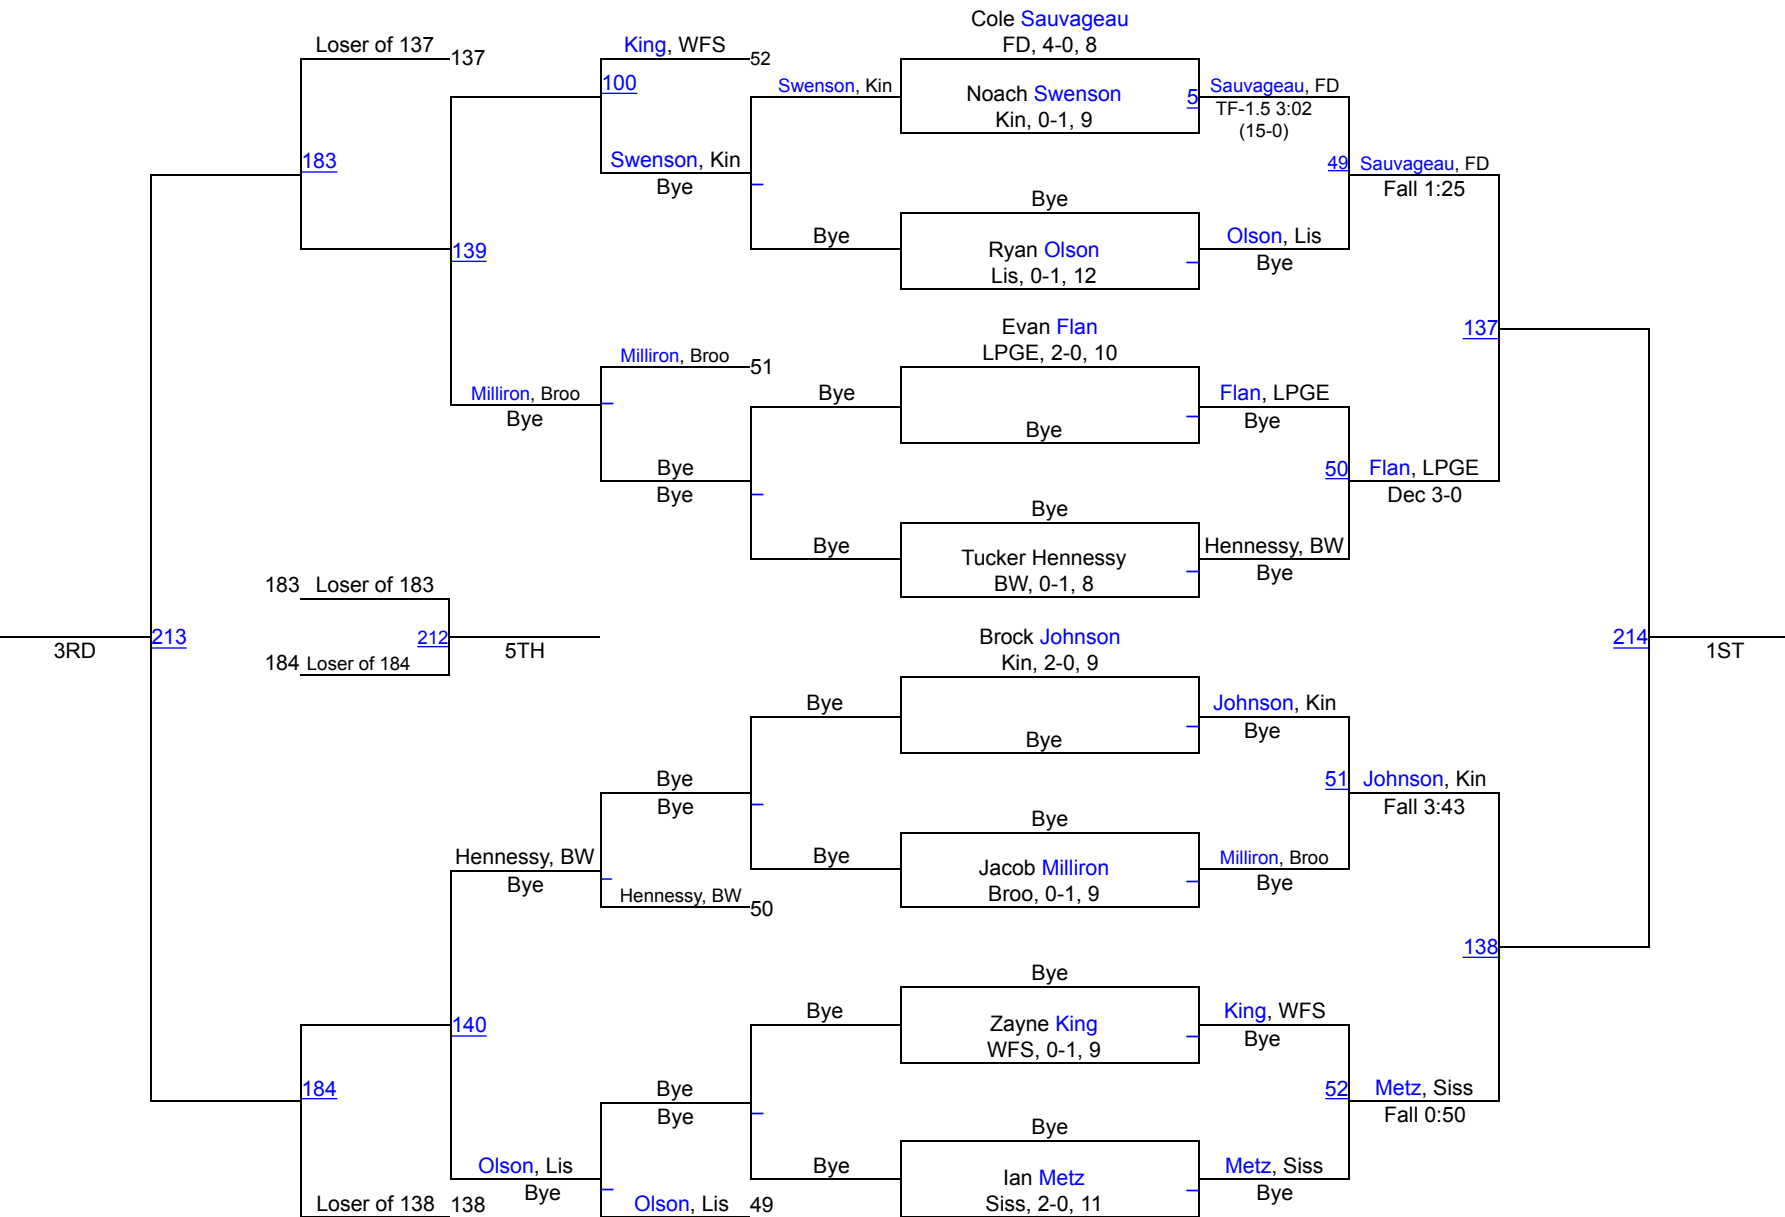 Cole Sauvageau
FD, 4-0, 8
Loser of 137
137
King, WFS
52
100
Swenson, Kin
Noach Swenson
Kin, 0-1, 9
5
Sauvageau, FD
TF-1.5 3:02
(15-0)
183
Swenson, Kin
Bye
49
Sauvageau, FD
Fall 1:25
Bye
Bye
Ryan Olson
Lis, 0-1, 12
Olson, Lis
Bye
139
Evan Flan
LPGE, 2-0, 10
137
Milliron, Broo
51
Milliron, Broo
Bye
Bye
Bye
Flan, LPGE
Bye
Bye
Bye
50
Flan, LPGE
Dec 3-0
Bye
Bye
Tucker Hennessy
BW, 0-1, 8
Hennessy, BW
Bye
183
Loser of 183
213
3RD
212
5TH
184
Loser of 184
Brock Johnson
Kin, 2-0, 9
214
1ST
Bye
Bye
Johnson, Kin
Bye
Bye
Bye
51
Johnson, Kin
Fall 3:43
Bye
Hennessy, BW
Bye
Bye
Jacob Milliron
Broo, 0-1, 9
Milliron, Broo
Bye
Hennessy, BW
50
138
Bye
Bye
Zayne King
WFS, 0-1, 9
King, WFS
Bye
140
184
Bye
Bye
52
Metz, Siss
Fall 0:50
Bye
Olson, Lis
Bye
Bye
Ian Metz
Siss, 2-0, 11
Metz, Siss
Bye
Loser of 138
138
Olson, Lis
49